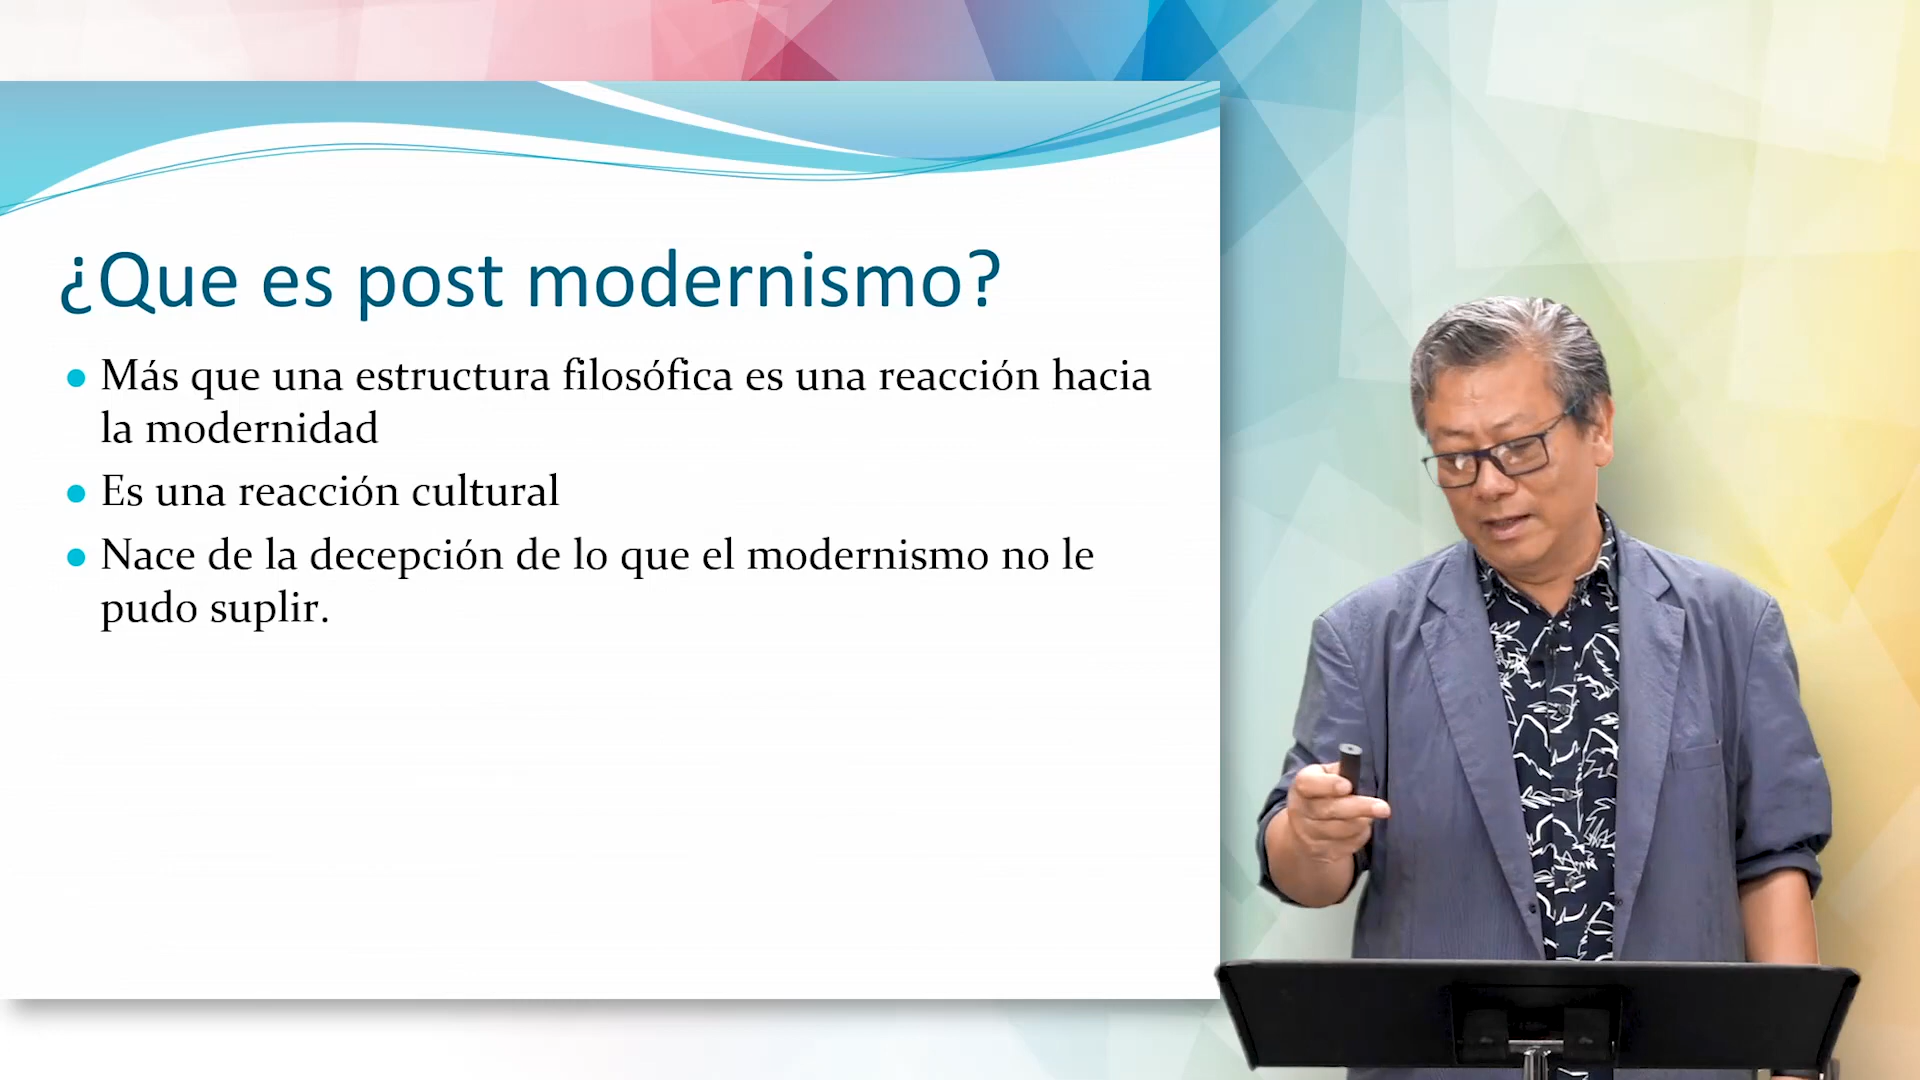 ¿Que es post modernismo?
Más que una estructura filosófica es una reacción hacia
la modernidad
Es una reacción cultural
Nace de la decepción de lo que el modernismo no le
pudo suplir.